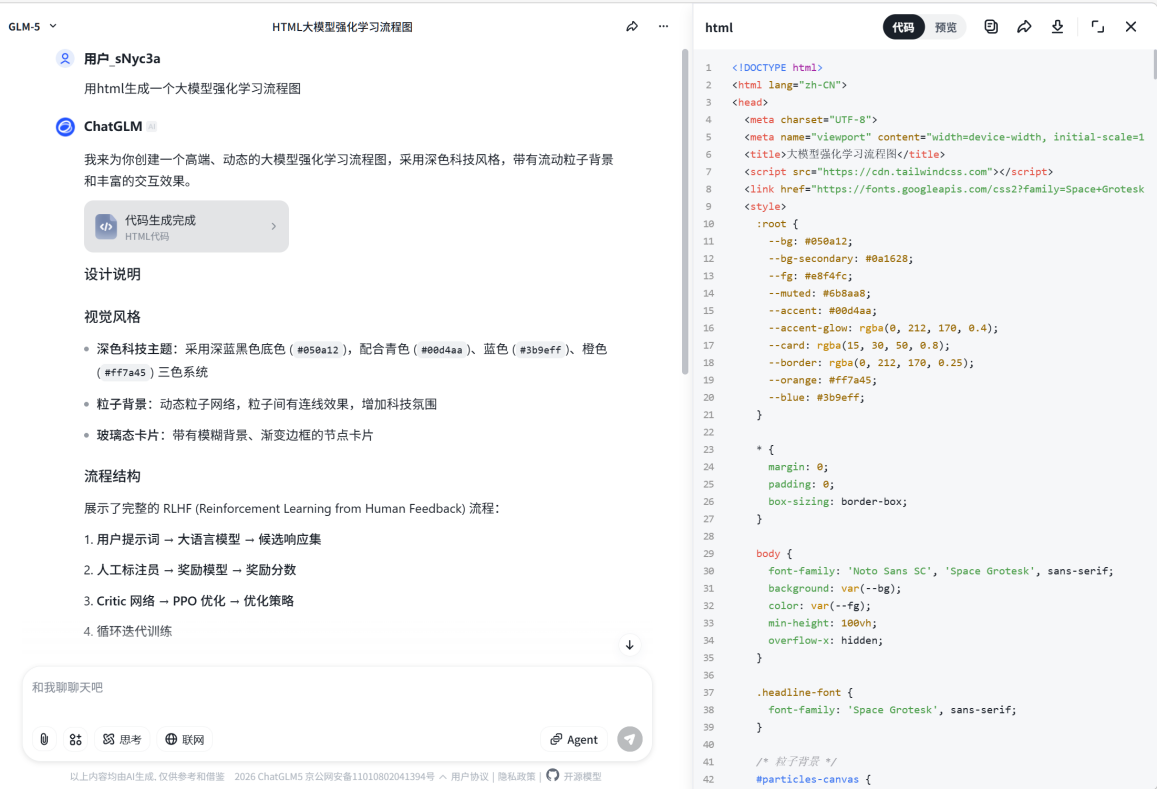 GLM-5
HTML大模型强化学习流程图
用户_sNyc3a
用html生成一个大模型强化学习流程图
ChatGLM AI
我来为你创建一个高端、动态的大模型强化学习流程图，采用深色科技风格，带有流动粒子背景
和丰富的交互效果。
代码生成完成
HTML代码
设计说明
视觉风格
• 深色科技主题：采用深蓝黑色底色 ( #050a12 )，配合青色 ( #00d4aa )、蓝色 ( #3b9eff )、橙色
( #ff7a45 ) 三色系统
• 粒子背景：动态粒子网络，粒子间有连线效果，增加科技氛围
• 玻璃态卡片：带有模糊背景、渐变边框的节点卡片
流程结构
展示了完整的 RLHF (Reinforcement Learning from Human Feedback) 流程：
1. 用户提示词 → 大语言模型 → 候选响应集
2. 人工标注员 → 奖励模型 → 奖励分数
3. Critic 网络 → PPO 优化 → 优化策略
4. 循环迭代训练
和我聊聊天吧
思考
联网
Agent
以上内容均由AI生成, 仅供参考和借鉴 2026 ChatGLM5 京公网安备11010802041394号 用户协议 | 隐私政策 | 开源模型
html
代码
预览
1 <!DOCTYPE html>
2 <html lang="zh-CN">
3 <head>
4 <meta charset="UTF-8">
5 <meta name="viewport" content="width=device-width, initial-scale=1
6 <title>大模型强化学习流程图</title>
7 <script src="https://cdn.tailwindcss.com"></script>
8 <link href="https://fonts.googleapis.com/css2?family=Space+Grotesk
9 <style>
10 :root {
11 --bg: #050a12;
12 --bg-secondary: #0a1628;
13 --fg: #e8f4fc;
14 --muted: #6b8aa8;
15 --accent: #00d4aa;
16 --accent-glow: rgba(0, 212, 170, 0.4);
17 --card: rgba(15, 30, 50, 0.8);
18 --border: rgba(0, 212, 170, 0.25);
19 --orange: #ff7a45;
20 --blue: #3b9eff;
21 }
22
23 * {
24 margin: 0;
25 padding: 0;
26 box-sizing: border-box;
27 }
28
29 body {
30 font-family: 'Noto Sans SC', 'Space Grotesk', sans-serif;
31 background: var(--bg);
32 color: var(--fg);
33 min-height: 100vh;
34 overflow-x: hidden;
35 }
36
37 .headline-font {
38 font-family: 'Space Grotesk', sans-serif;
39 }
40
41 /* 粒子背景 */
42 #particles-canvas {